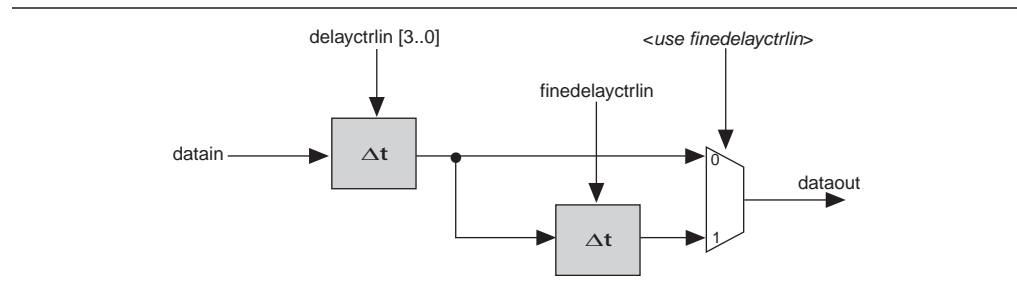 delayctrlin [3..0]
<use finedelayctrlin>
finedelayctrlin
datain
Δt
0
dataout
Δt
1